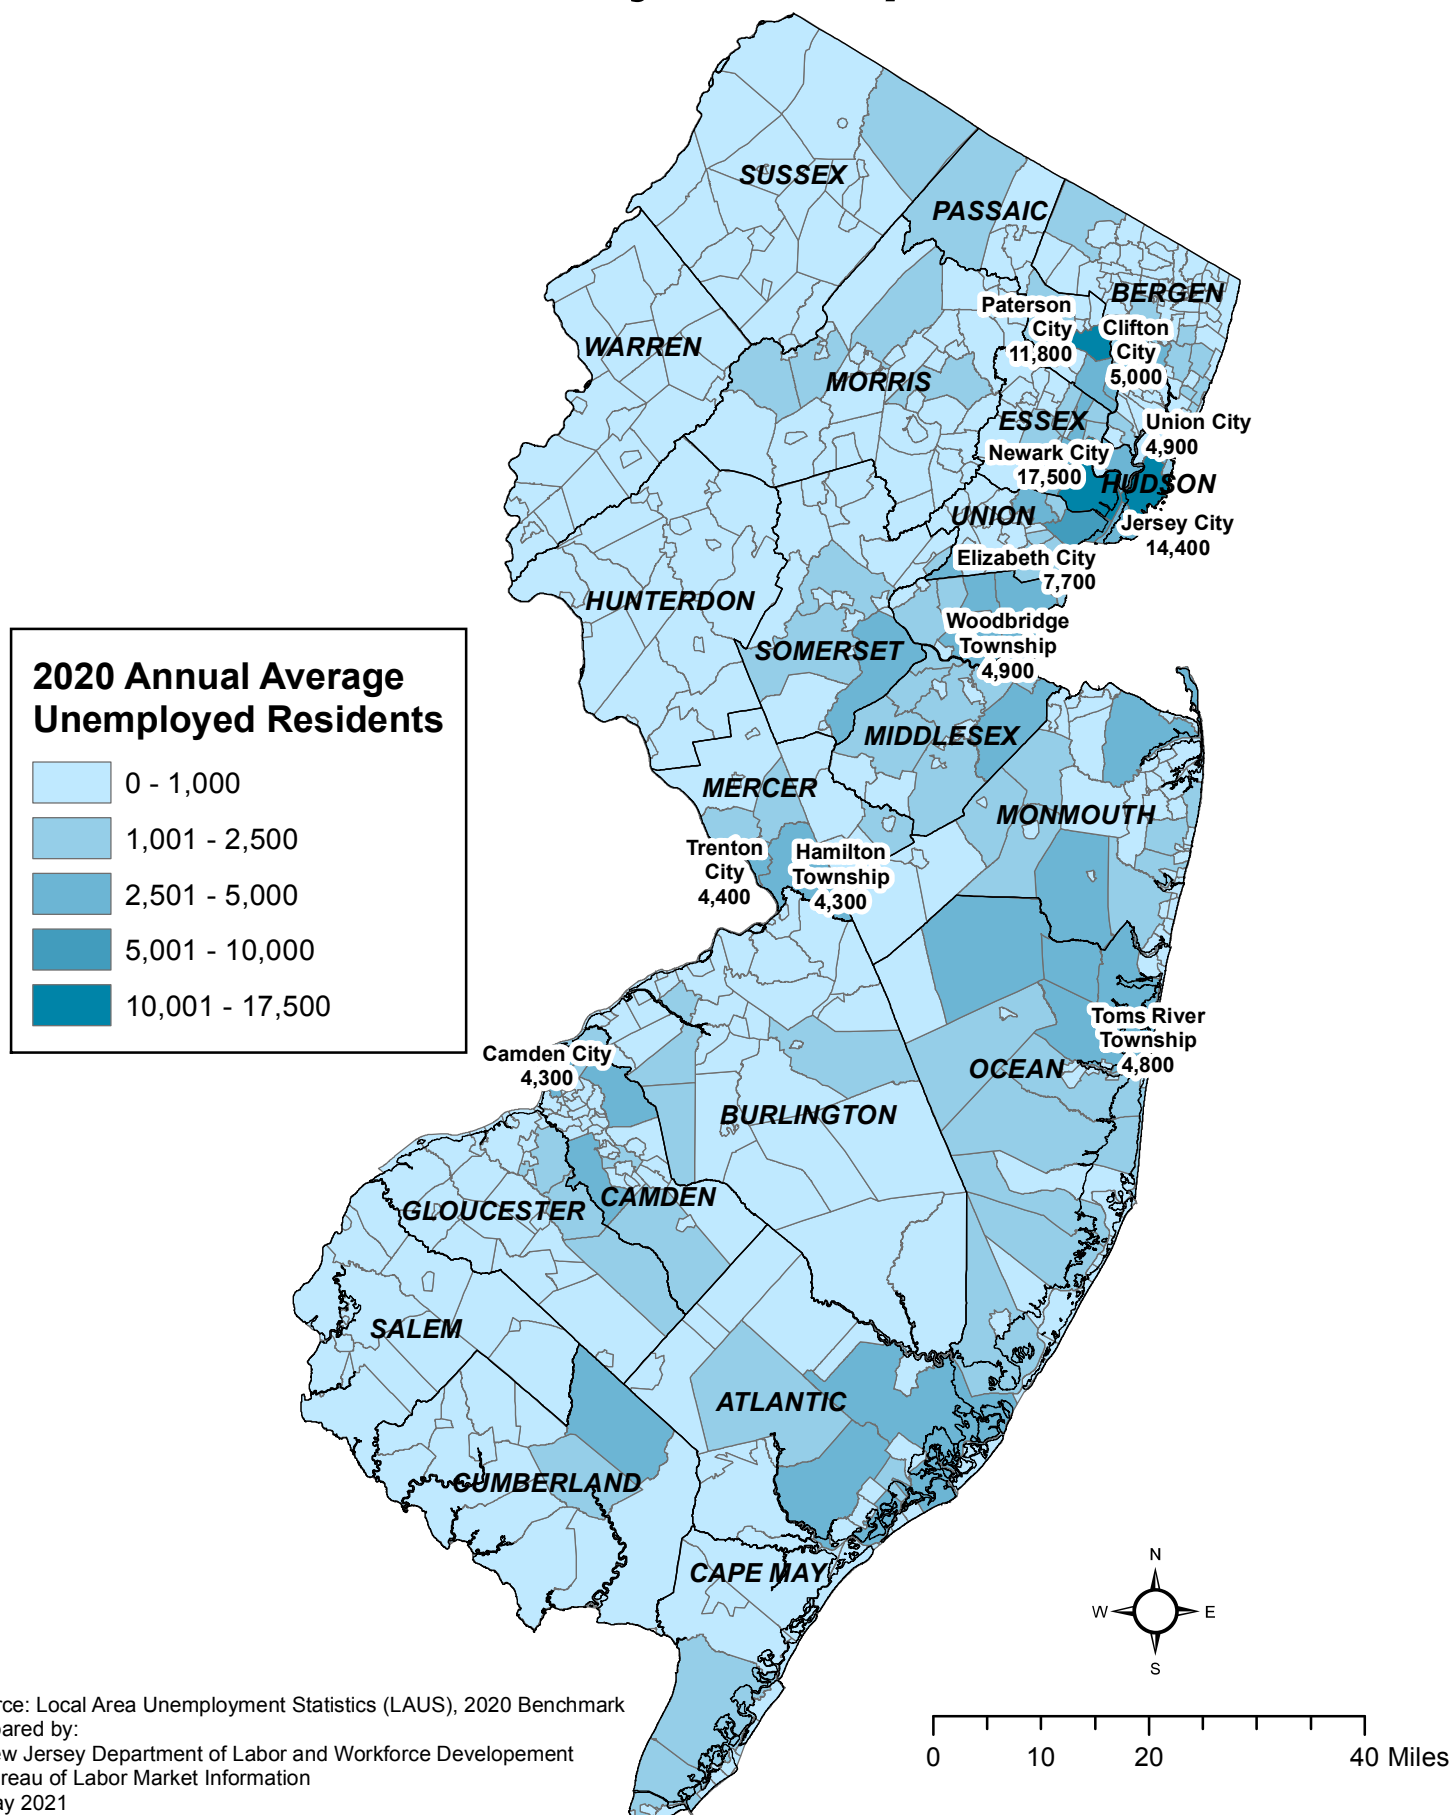 SUSSEX
PASSAIC
BERGEN
Paterson
City
11,800
Clifton
City
5,000
WARREN
MORRIS
ESSEX
Union City
4,900
Newark City
17,500
HUDSON
UNION
Jersey City
14,400
Elizabeth City
7,700
HUNTERDON
Woodbridge
Township
4,900
SOMERSET
MIDDLESEX
MERCER
MONMOUTH
Trenton
City
4,400
Hamilton
Township
4,300
2020 Annual Average
Unemployed Residents
0 - 1,000
1,001 - 2,500
2,501 - 5,000
5,001 - 10,000
10,001 - 17,500
Toms River
Township
4,800
Camden City
4,300
OCEAN
BURLINGTON
CAMDEN
GLOUCESTER
SALEM
ATLANTIC
CUMBERLAND
CAPE MAY
N
W E
S
0 10 20 40 Miles
rce: Local Area Unemployment Statistics (LAUS), 2020 Benchmark
ared by:
w Jersey Department of Labor and Workforce Developement
reau of Labor Market Information
ay 2021